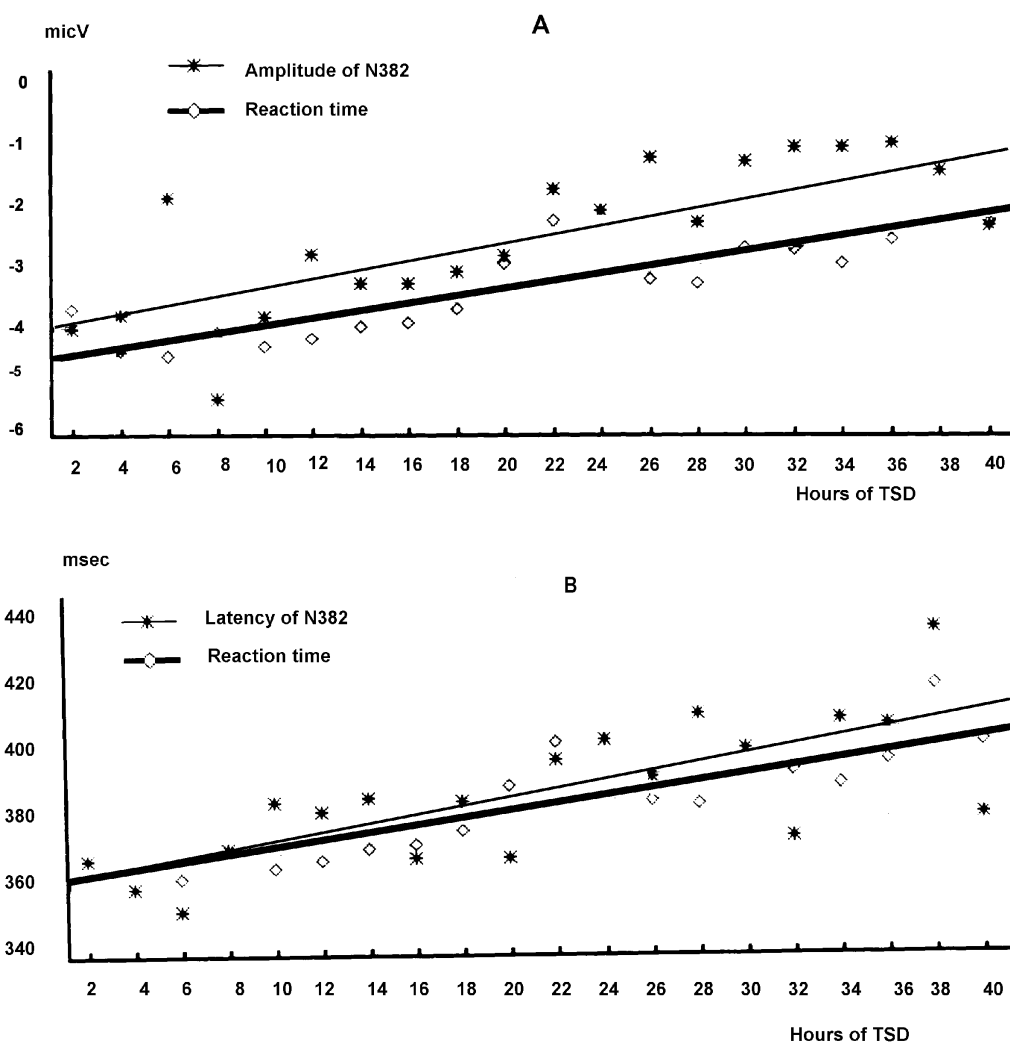 micV
A
Amplitude of N382
Reaction time
0
-1
-2
-3
-4
-5
-6
2 4 6 8 10 12 14 16 18 20 22 24 26 28 30 32 34 36 38 40
Hours of TSD
msec
B
Latency of N382
Reaction time
440
420
400
380
360
340
2 4 6 8 10 12 14 16 18 20 22 24 26 28 30 32 34 36 38 40
Hours of TSD